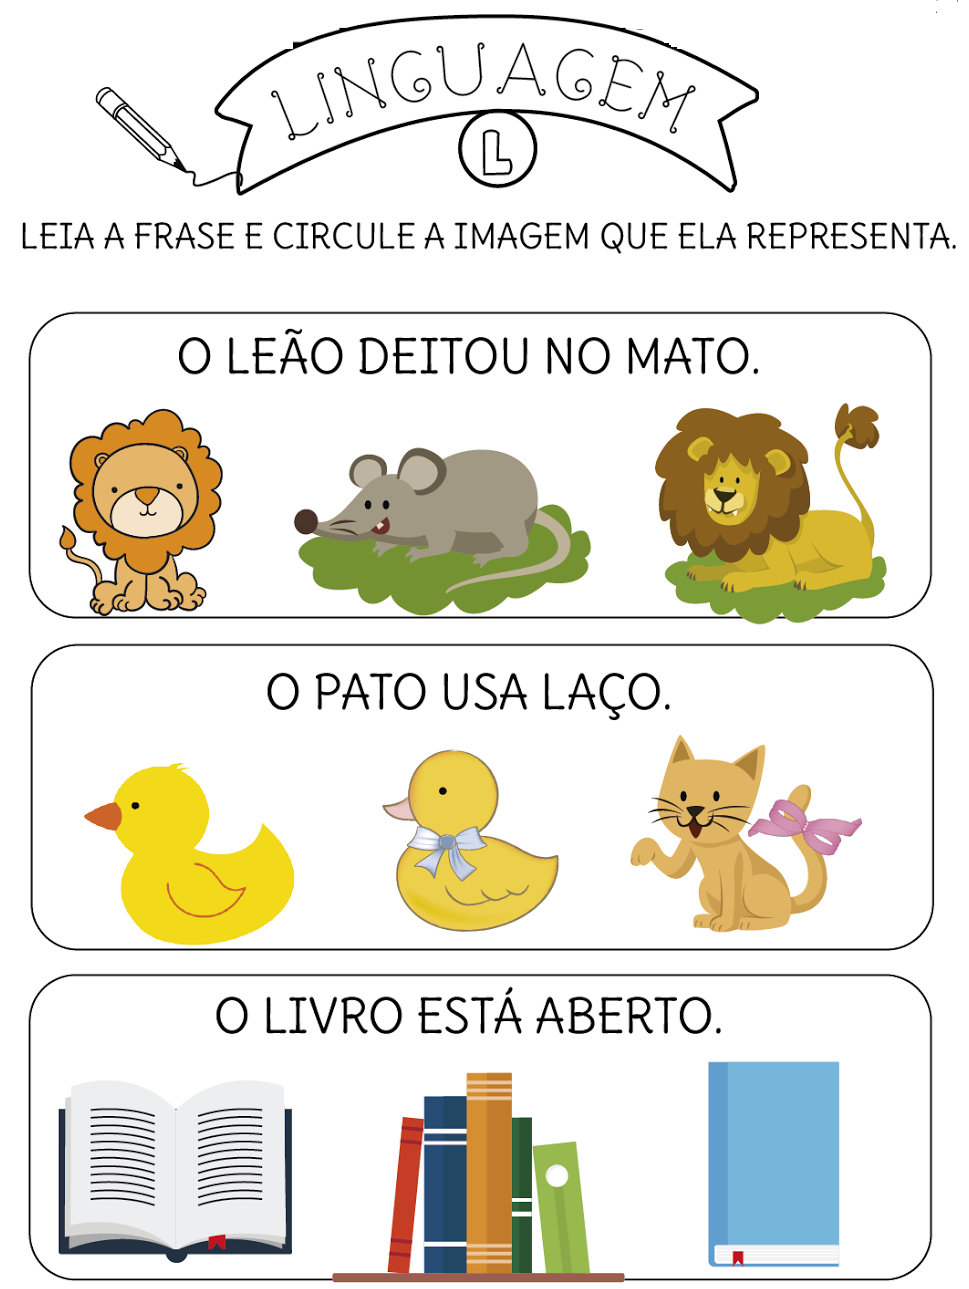 LINGUAGEM
L
LEIA A FRASE E CIRCULE A IMAGEM QUE ELA REPRESENTA.
O LEÃO DEITOU NO MATO.
O PATO USA LAÇO.
O LIVRO ESTÁ ABERTO.